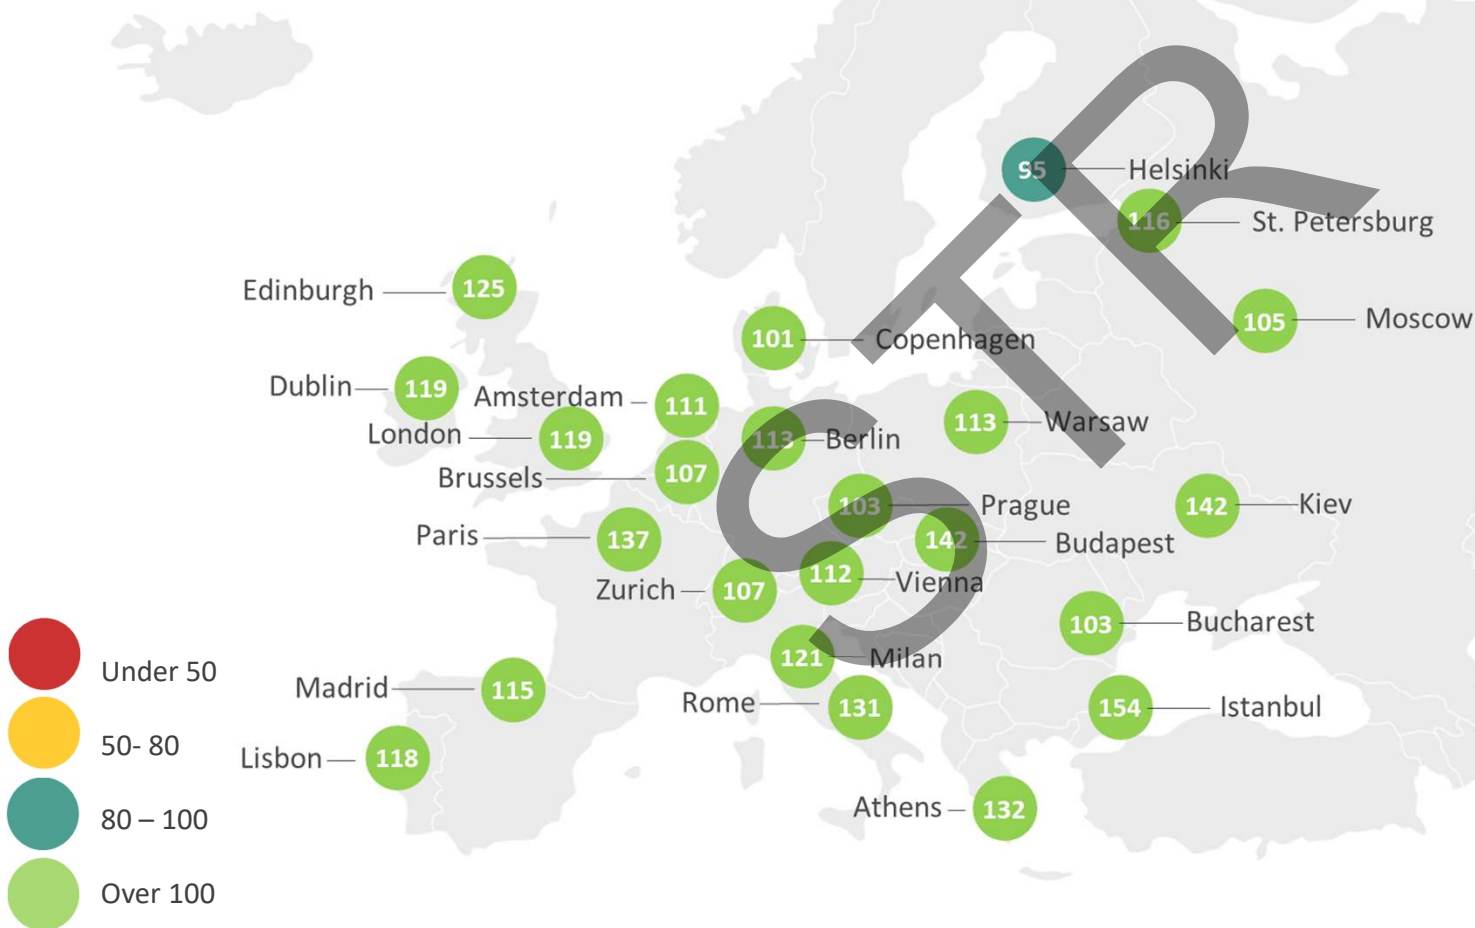 95 Helsinki
116 St. Petersburg
Edinburgh 125
105 Moscow
101 Copenhagen
Dublin 119
Amsterdam 111
113 Warsaw
London 119
113 Berlin
Brussels 107
103 Prague
142 Kiev
Paris 137
142 Budapest
112 Vienna
Zurich 107
103 Bucharest
121 Milan
Under 50
Madrid 115
Rome 131
154 Istanbul
50- 80
Lisbon 118
Athens 132
80 – 100
Over 100
STR